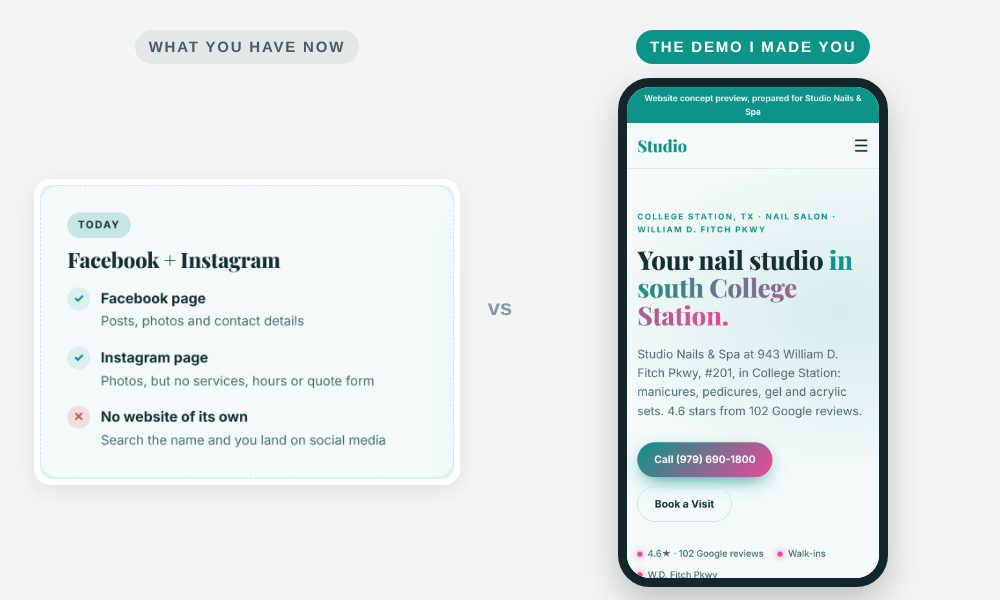 WHAT YOU HAVE NOW
TODAY
Facebook + Instagram
Facebook page
Posts, photos and contact details
Instagram page
Photos, but no services, hours or quote form
No website of its own
Search the name and you land on social media
vs
THE DEMO I MADE YOU
Website concept preview, prepared for Studio Nails &
Spa
Studio
COLLEGE STATION, TX · NAIL SALON ·
WILLIAM D. FITCH PKWY
Your nail studio in
south College
Station.
Studio Nails & Spa at 943 William D.
Fitch Pkwy, #201, in College Station:
manicures, pedicures, gel and acrylic
sets. 4.6 stars from 102 Google reviews.
Call (979) 690-1800
Book a Visit
4.6★ · 102 Google reviews
Walk-ins
W.D. Fitch Pkwy